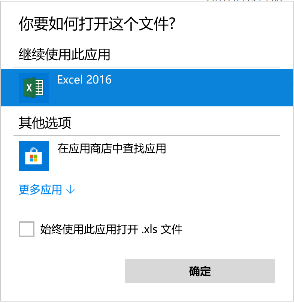 你要如何打开这个文件?
继续使用此应用
Excel 2016
其他选项
在应用商店中查找应用
更多应用 ↓
始终使用此应用打开 .xls 文件
确定